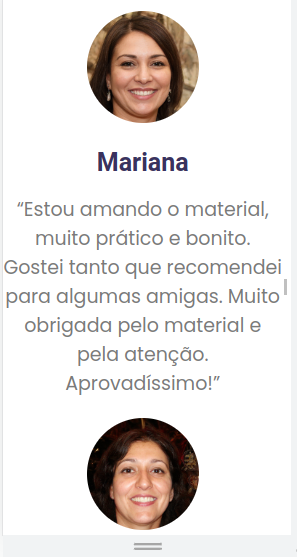 Mariana
“Estou amando o material,
muito prático e bonito.
Gostei tanto que recomendei
para algumas amigas. Muito
obrigada pelo material e
pela atenção.
Aprovadíssimo!”